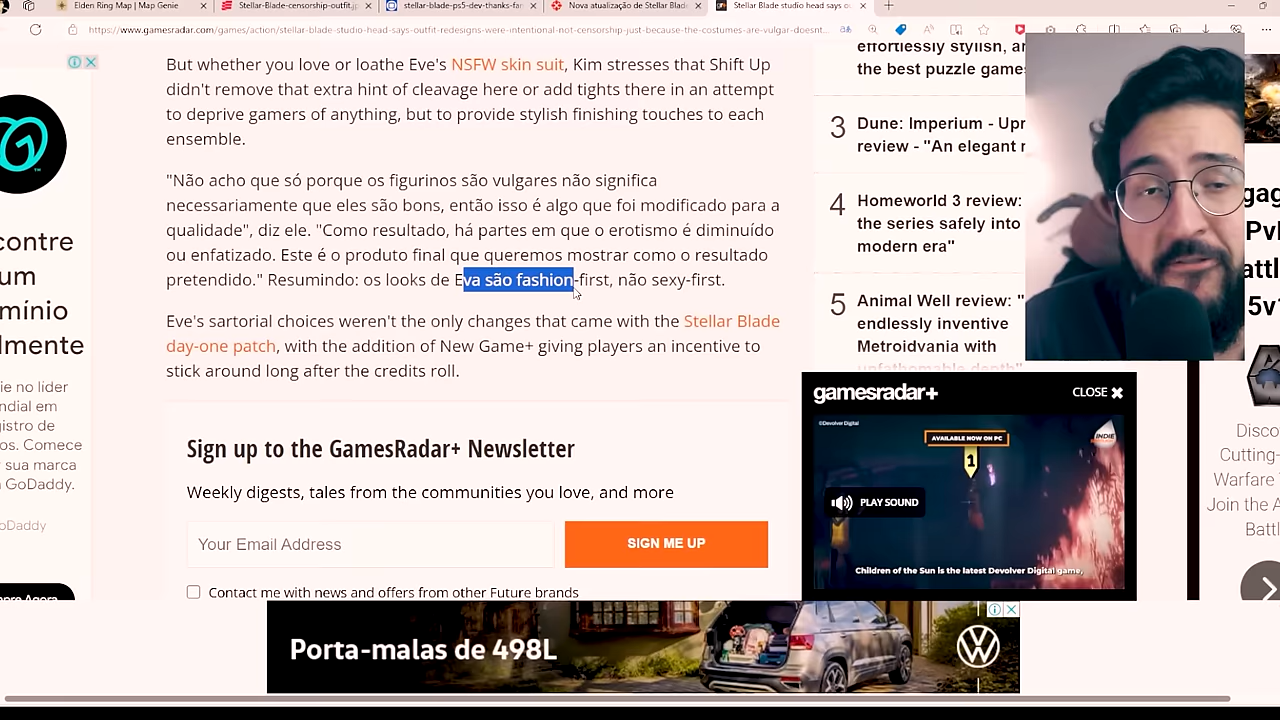 Elden Ring Map | Map Genie
Stellar-Blade-censorship-outfit.jp
stellar-blade-ps5-dev-thanks-fan
Nova atualização de Stellar Blade
Stellar Blade studio head says o
https://www.gamesradar.com/games/action/stellar-blade-studio-head-says-outfit-redesigns-were-intentional-not-censorship-just-because-the-costumes-are-vulgar-doesnt...
But whether you love or loathe Eve's NSFW skin suit, Kim stresses that Shift Up
didn't remove that extra hint of cleavage here or add tights there in an attempt
to deprive gamers of anything, but to provide stylish finishing touches to each
ensemble.
"Não acho que só porque os figurinos são vulgares não significa
necessariamente que eles são bons, então isso é algo que foi modificado para a
qualidade", diz ele. "Como resultado, há partes em que o erotismo é diminuído
ou enfatizado. Este é o produto final que queremos mostrar como o resultado
pretendido." Resumindo: os looks de Eva são fashion-first, não sexy-first.
Eve's sartorial choices weren't the only changes that came with the Stellar Blade
day-one patch, with the addition of New Game+ giving players an incentive to
stick around long after the credits roll.
Sign up to the GamesRadar+ Newsletter
Weekly digests, tales from the communities you love, and more
Your Email Address
SIGN ME UP
Contact me with news and offers from other Future brands
effortlessly stylish, an
the best puzzle games
3
Dune: Imperium - Upr
review - "An elegant r
4
Homeworld 3 review:
the series safely into
modern era"
5
Animal Well review: "
endlessly inventive
Metroidvania with
unfathomable depth"
gamesradar+
CLOSE
©Devolver Digital
AVAILABLE NOW ON PC
1
INDIE
PLAY SOUND
Children of the Sun is the latest Devolver Digital game,
contre
um
mínio
lmente
ie no líder
ndial em
gistro de
os. Comece
r sua marca
GoDaddy.
oDaddy
pre Agora
gag
PvP
attl
5v
Disco
Cutting-
Warfare
Join the A
Battl
Porta-malas de 498L